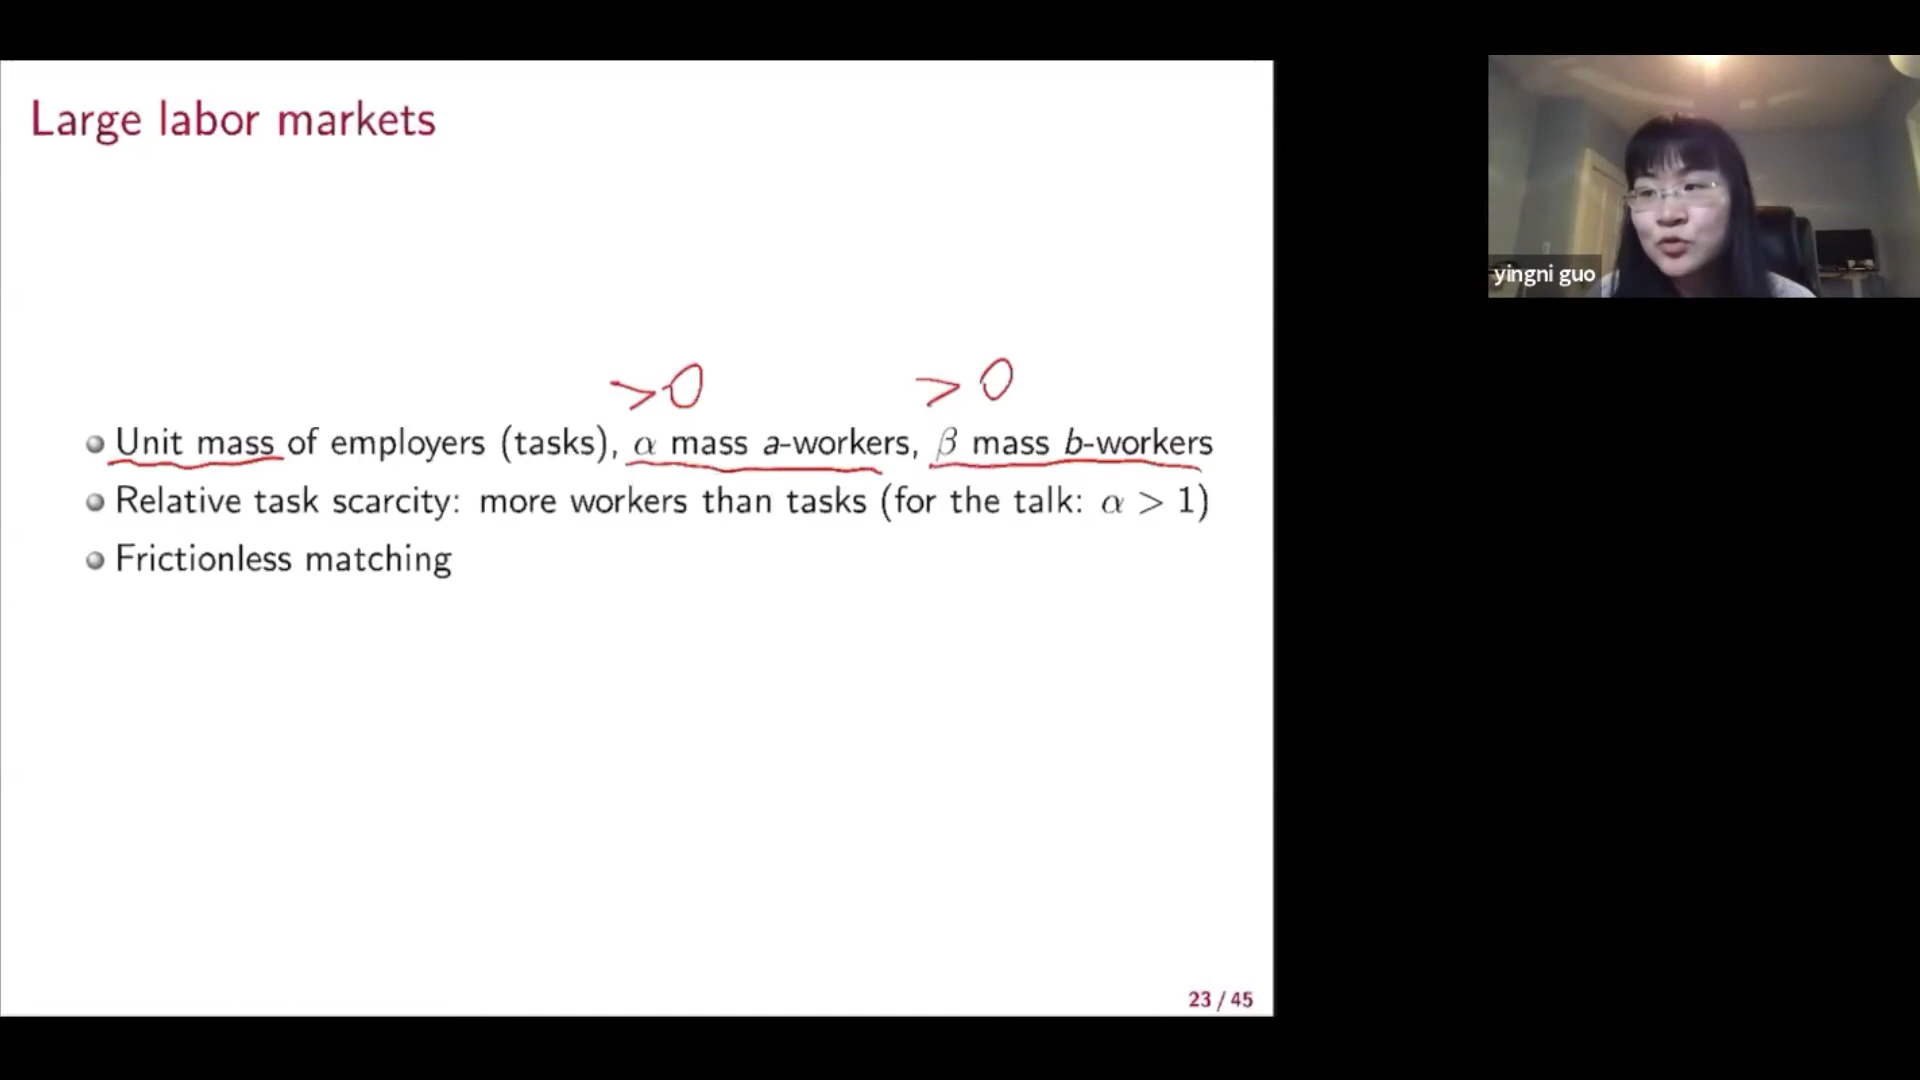 Large labor markets
>0 > 0
Unit mass of employers (tasks), α mass a-workers, β mass b-workers
Relative task scarcity: more workers than tasks (for the talk: α > 1)
Frictionless matching
23 / 45
yingni guo